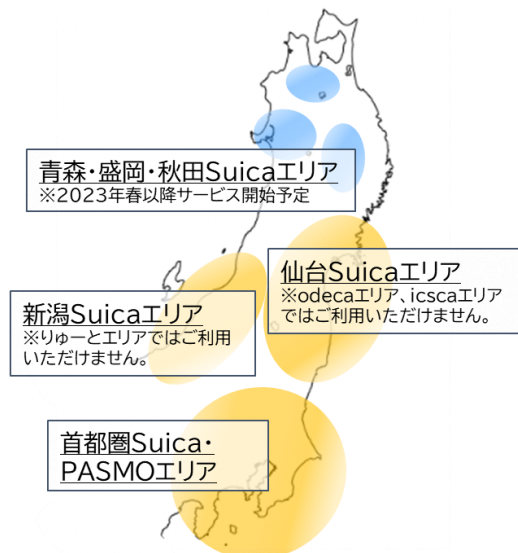 青森・盛岡・秋田Suicaエリア
※2023年春以降サービス開始予定
仙台Suicaエリア
※odecaエリア、icscaエリア
ではご利用いただけません。
新潟Suicaエリア
※りゅーとエリアではご利用
いただけません。
首都圏Suica・
PASMOエリア